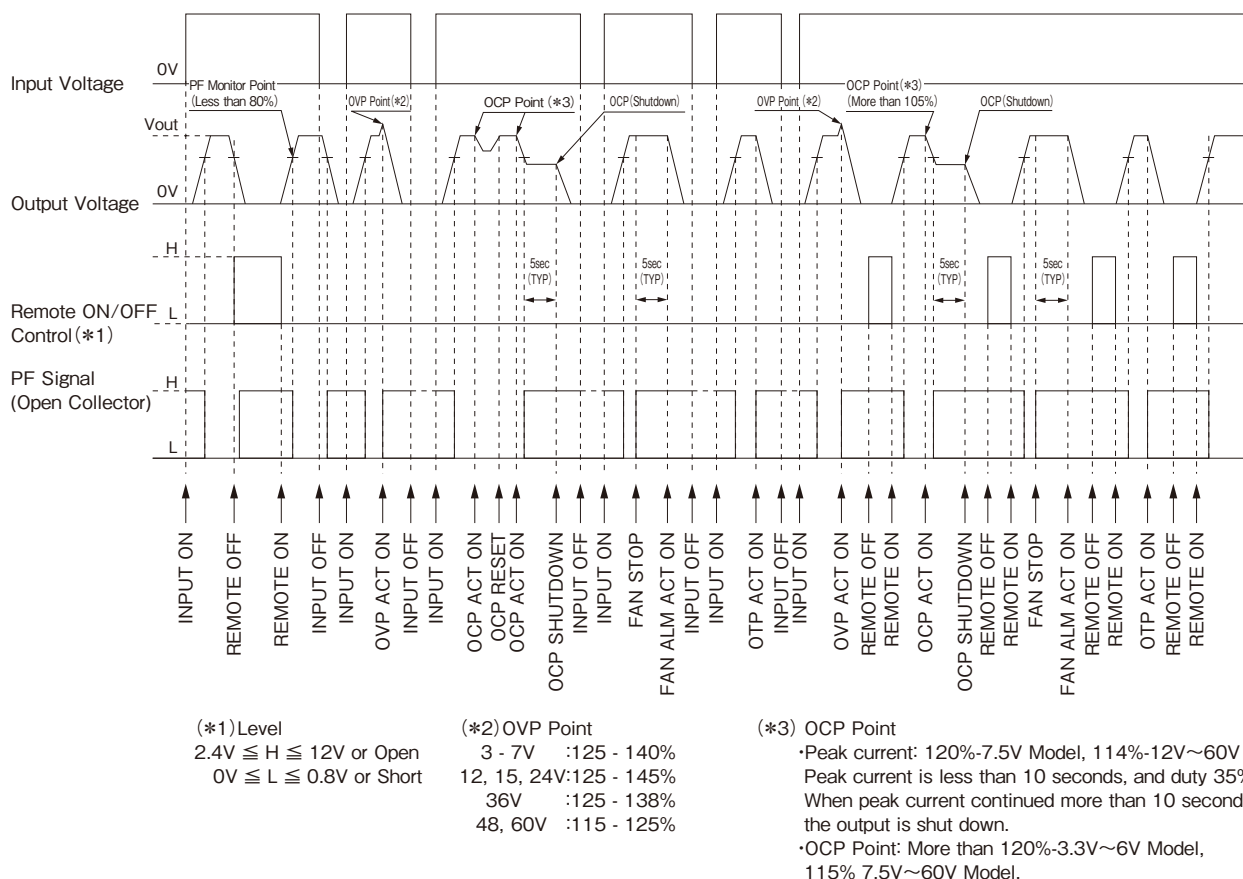 Input Voltage
0V
PF Monitor Point
(Less than 80%)
OVP Point(*2)
OCP Point (*3)
OCP(Shutdown)
OVP Point (*2)
OCP Point(*3)
(More than 105%)
OCP(Shutdown)
Vout
0V
Output Voltage
H
5sec
(TYP)
5sec
(TYP)
5sec
(TYP)
5sec
(TYP)
Remote ON/OFF
Control(*1)
L
PF Signal
(Open Collector)
H
L
INPUT ON
REMOTE OFF
REMOTE ON
INPUT OFF
INPUT ON
OVP ACT ON
INPUT OFF
INPUT ON
OCP ACT ON
OCP RESET
OCP ACT ON
OCP SHUTDOWN
INPUT OFF
INPUT ON
FAN STOP
FAN ALM ACT ON
INPUT OFF
INPUT ON
OTP ACT ON
INPUT OFF
INPUT ON
OVP ACT ON
REMOTE OFF
REMOTE ON
OCP ACT ON
OCP SHUTDOWN
REMOTE OFF
REMOTE ON
FAN STOP
FAN ALM ACT ON
REMOTE OFF
REMOTE ON
OTP ACT ON
REMOTE OFF
REMOTE ON
(*1)Level
2.4V ≦ H ≦ 12V or Open
0V ≦ L ≦ 0.8V or Short
(*2)OVP Point
3 - 7V :125 - 140%
12, 15, 24V:125 - 145%
36V :125 - 138%
48, 60V :115 - 125%
(*3) OCP Point
・Peak current: 120%-7.5V Model, 114%-12V～60V
Peak current is less than 10 seconds, and duty 35%
When peak current continued more than 10 second
the output is shut down.
・OCP Point: More than 120%-3.3V～6V Model,
115% 7.5V～60V Model.